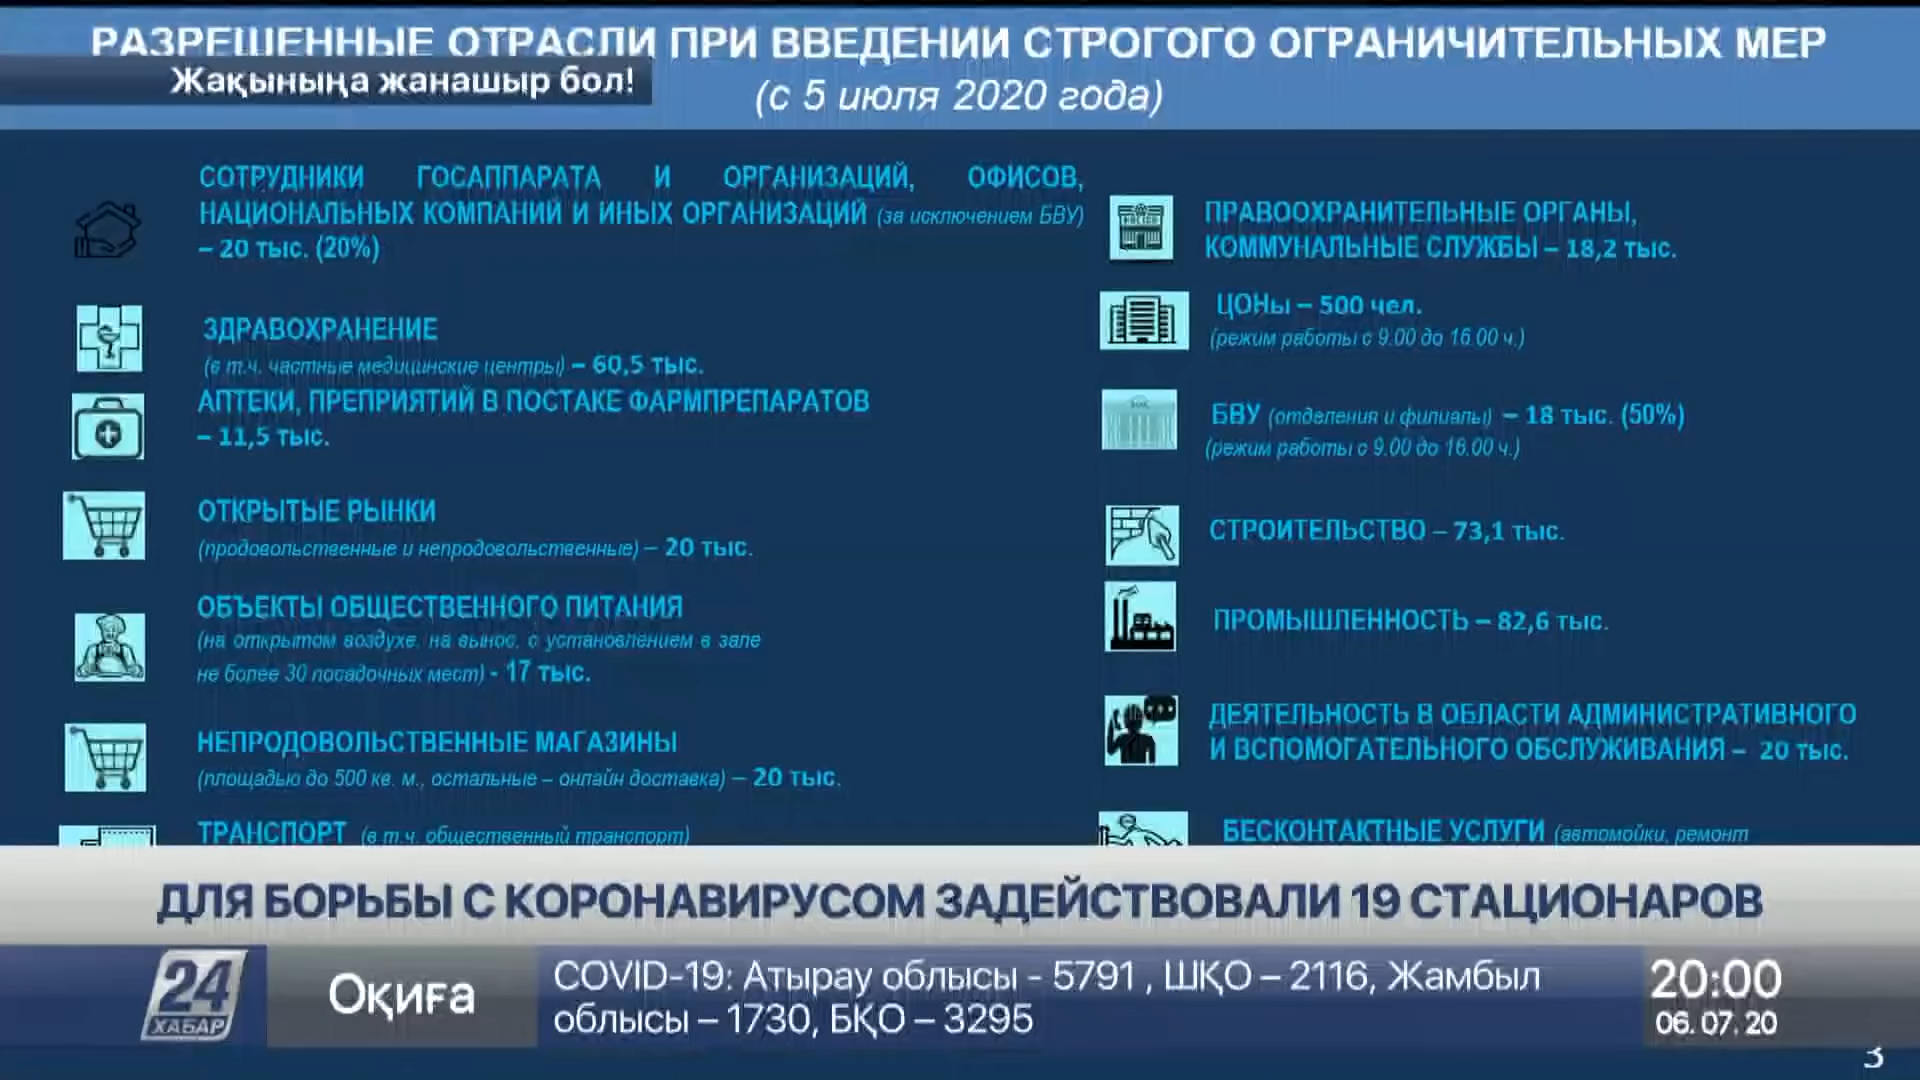 РАЗРЕШЕННЫЕ ОТРАСЛИ ПРИ ВВЕДЕНИИ СТРОГОГО ОГРАНИЧИТЕЛЬНЫХ МЕР
Жақыныңа жанашыр бол!
(с 5 июля 2020 года)
СОТРУДНИКИ ГОСАППАРАТА И ОРГАНИЗАЦИЙ, ОФИСОВ,
НАЦИОНАЛЬНЫХ КОМПАНИЙ И ИНЫХ ОРГАНИЗАЦИЙ (за исключением БВУ)
– 20 тыс. (20%)
ЗДРАВОХРАНЕНИЕ
(в т.ч. частные медицинские центры) – 60,5 тыс.
АПТЕКИ, ПРЕПРИЯТИЙ В ПОСТАКЕ ФАРМПРЕПАРАТОВ
– 11,5 тыс.
ОТКРЫТЫЕ РЫНКИ
(продовольственные и непродовольственные) – 20 тыс.
ОБЪЕКТЫ ОБЩЕСТВЕННОГО ПИТАНИЯ
(на открытом воздухе, на вынос, с установлением в зале
не более 30 посадочных мест) - 17 тыс.
НЕПРОДОВОЛЬСТВЕННЫЕ МАГАЗИНЫ
(площадью до 500 кв. м., остальные – онлайн доставка) – 20 тыс.
ТРАНСПОРТ (в т.ч. общественный транспорт)
ПРАВООХРАНИТЕЛЬНЫЕ ОРГАНЫ,
КОММУНАЛЬНЫЕ СЛУЖБЫ – 18,2 тыс.
ЦОНы – 500 чел.
(режим работы с 9.00 до 16.00 ч.)
БВУ (отделения и филиалы) – 18 тыс. (50%)
(режим работы с 9.00 до 16.00 ч.)
СТРОИТЕЛЬСТВО – 73,1 тыс.
ПРОМЫШЛЕННОСТЬ – 82,6 тыс.
ДЕЯТЕЛЬНОСТЬ В ОБЛАСТИ АДМИНИСТРАТИВНОГО
И ВСПОМОГАТЕЛЬНОГО ОБСЛУЖИВАНИЯ – 20 тыс.
БЕСКОНТАКТНЫЕ УСЛУГИ (автомойки, ремонт
ДЛЯ БОРЬБЫ С КОРОНАВИРУСОМ ЗАДЕЙСТВОВАЛИ 19 СТАЦИОНАРОВ
24
ХАБАР
Оқиға
COVID-19: Атырау облысы - 5791 , ШҚО – 2116, Жамбыл
облысы – 1730, БҚО – 3295
20:00
06. 07. 20
3